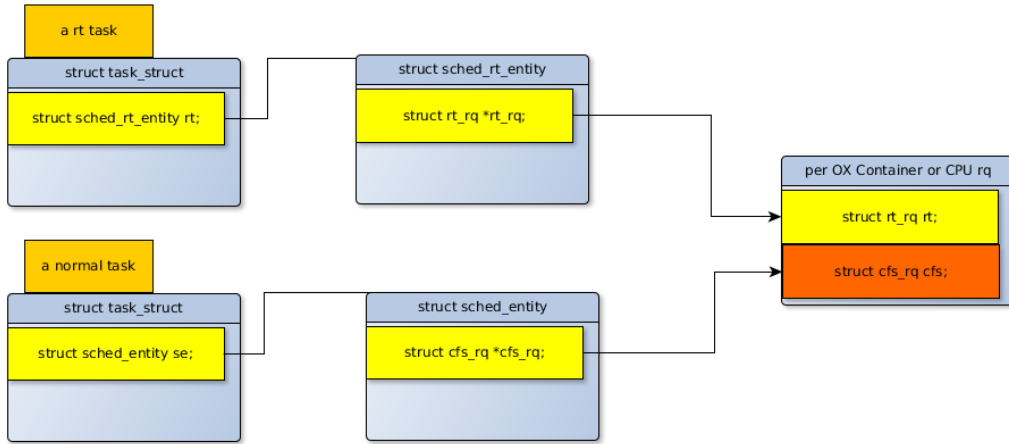 a rt task
struct task_struct
struct sched_rt_entity rt;
struct sched_rt_entity
struct rt_rq *rt_rq;
per OX Container or CPU rq
struct rt_rq rt;
struct cfs_rq cfs;
a normal task
struct task_struct
struct sched_entity se;
struct sched_entity
struct cfs_rq *cfs_rq;